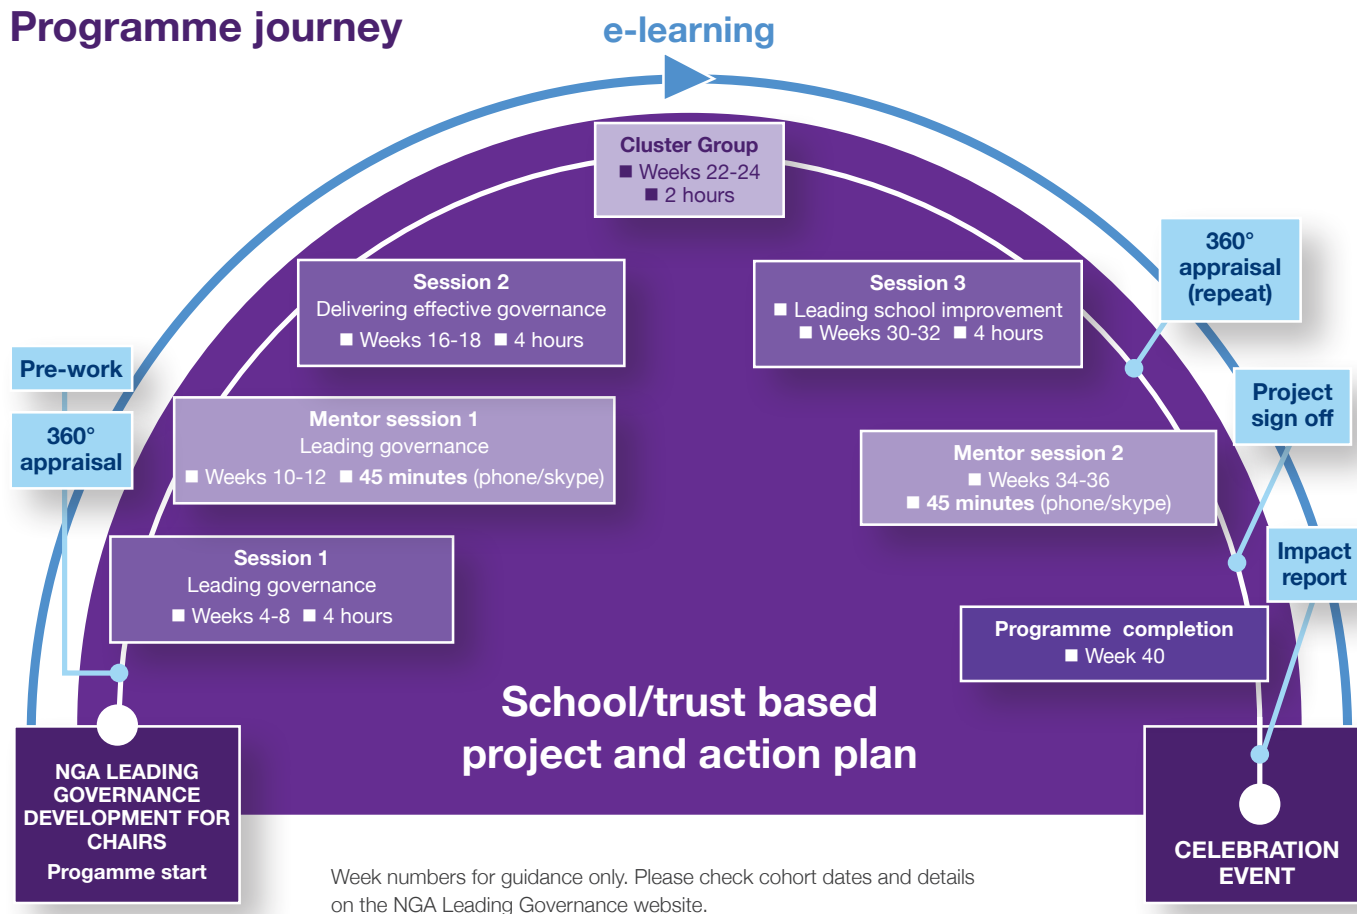 Programme journey
e-learning
Cluster Group
■ Weeks 22-24
■ 2 hours
Session 2
Delivering effective governance
■ Weeks 16-18 ■ 4 hours
Session 3
■ Leading school improvement
■ Weeks 30-32 ■ 4 hours
360°
appraisal
(repeat)
Pre-work
360°
appraisal
Mentor session 1
Leading governance
■ Weeks 10-12 ■ 45 minutes (phone/skype)
Project
sign off
Mentor session 2
■ Weeks 34-36
■ 45 minutes (phone/skype)
Session 1
Leading governance
■ Weeks 4-8 ■ 4 hours
Impact
report
Programme completion
■ Week 40
School/trust based
project and action plan
NGA LEADING
GOVERNANCE
DEVELOPMENT FOR
CHAIRS
Progamme start
CELEBRATION
EVENT
Week numbers for guidance only. Please check cohort dates and details
on the NGA Leading Governance website.